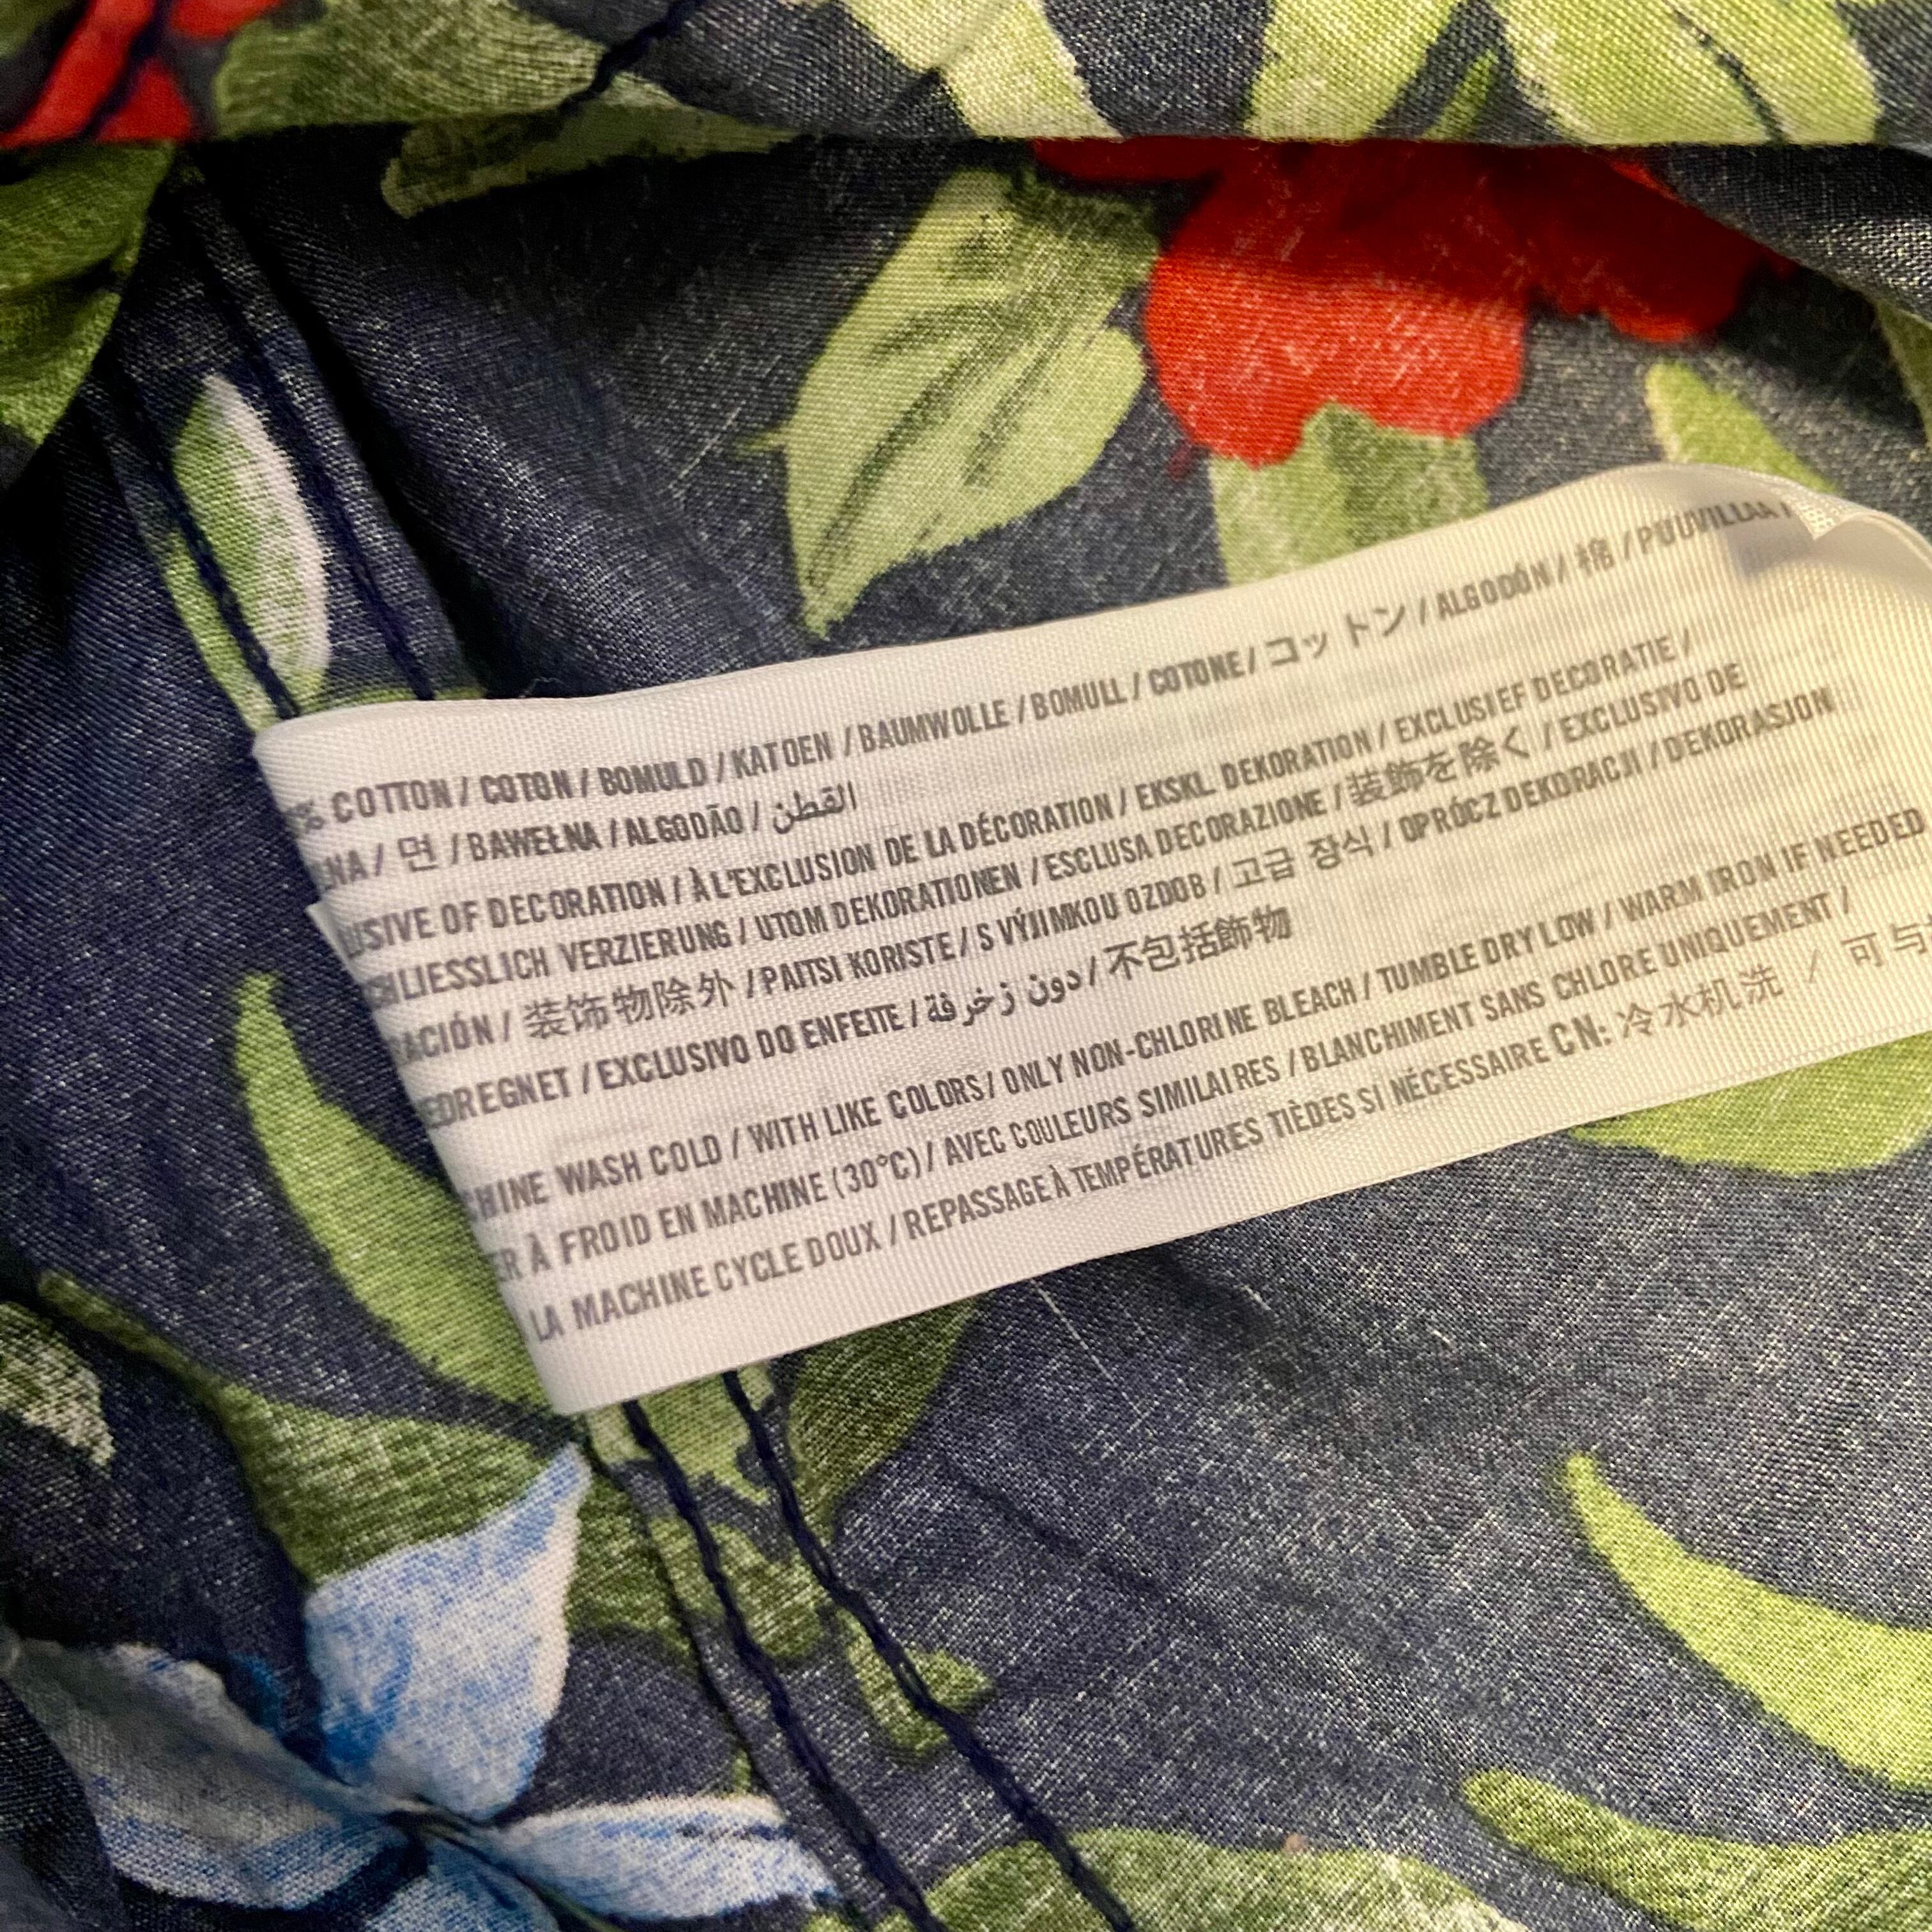 % COTTON / COTON / BOMULD / KATOEN / BAUMWOLLE / BOMULL / COTONE / コットン / ALGODÓN / 棉 / PUUVILLA /
LNA / 면 / BAWEŁNA / ALGODÃO / القطن
LUSIVE OF DECORATION / À L'EXCLUSION DE LA DÉCORATION / EKSKL. DEKORATION / EXCLUSIEF DECORATIE /
CHLIESSLICH VERZIERUNG / UTOM DEKORATIONEN / ESCLUSA DECORAZIONE / 装飾を除く / EXCLUSIVO DE
RACIÓN / 装饰物除外 / PAITSI KORISTE / S VÝJIMKOU OZDOB / 고급 장식 / OPRÓCZ DEKORACJI / DEKORASJON
EDREGNET / EXCLUSIVO DO ENFEITE / دون زخرفة / 不包括飾物
CHINE WASH COLD / WITH LIKE COLORS / ONLY NON-CHLORINE BLEACH / TUMBLE DRY LOW / WARM IRON IF NEEDED
ER À FROID EN MACHINE (30°C) / AVEC COULEURS SIMILAIRES / BLANCHIMENT SANS CHLORE UNIQUEMENT /
LA MACHINE CYCLE DOUX / REPASSAGE À TEMPÉRATURES TIÈDES SI NÉCESSAIRE CN: 冷水机洗 / 可与